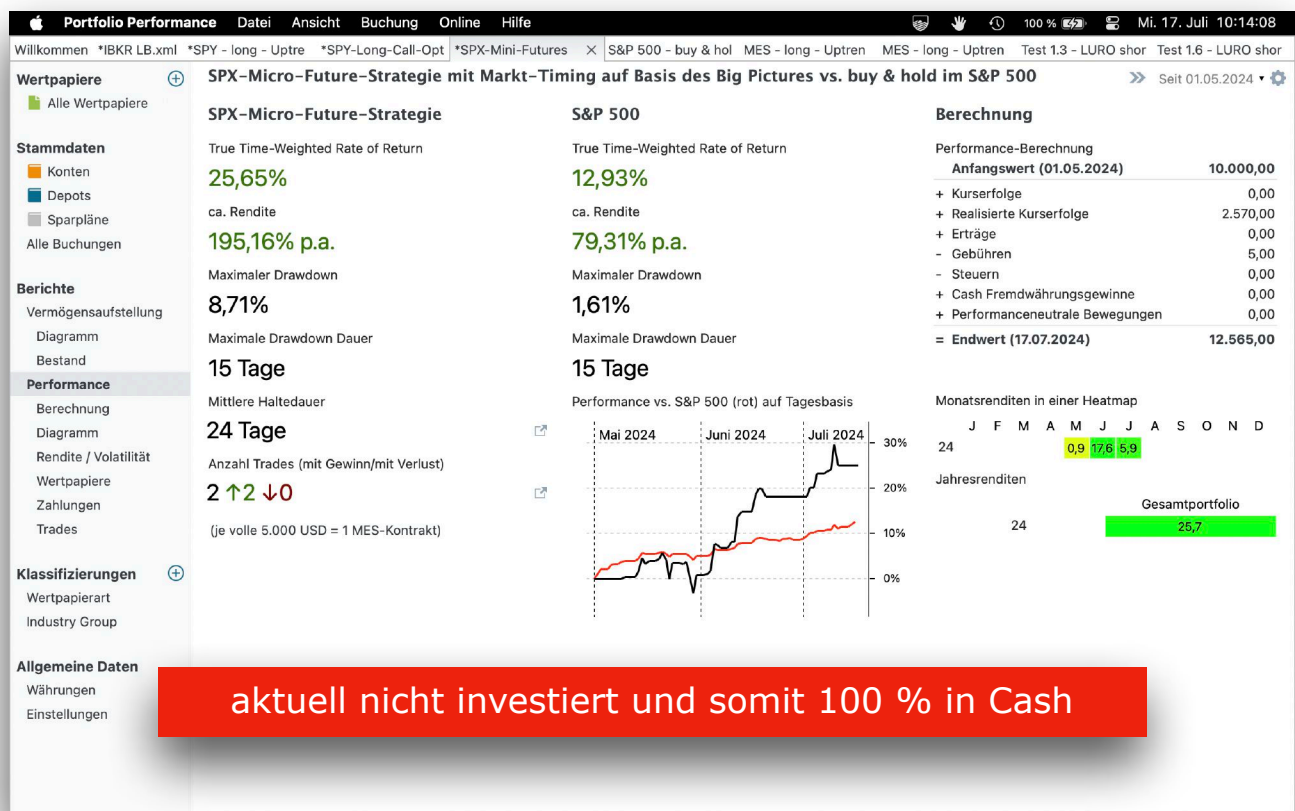 Portfolio Performance Datei Ansicht Buchung Online Hilfe 100 % Mi. 17. Juli 10:14:08
Willkommen *IBKR LB.xml *SPY - long - Uptre *SPY-Long-Call-Opt *SPX-Mini-Futures × S&P 500 - buy & hol MES - long - Uptren MES - long - Uptren Test 1.3 - LURO shor Test 1.6 - LURO shor
Wertpapiere
Alle Wertpapiere
Stammdaten
Konten
Depots
Sparpläne
Alle Buchungen
Berichte
Vermögensaufstellung
Diagramm
Bestand
Performance
Berechnung
Diagramm
Rendite / Volatilität
Wertpapiere
Zahlungen
Trades
Klassifizierungen
Wertpapierart
Industry Group
Allgemeine Daten
Währungen
Einstellungen
SPX-Micro-Future-Strategie mit Markt-Timing auf Basis des Big Pictures vs. buy & hold im S&P 500
Seit 01.05.2024
SPX-Micro-Future-Strategie
True Time-Weighted Rate of Return
25,65%
ca. Rendite
195,16% p.a.
Maximaler Drawdown
8,71%
Maximale Drawdown Dauer
15 Tage
Mittlere Haltedauer
24 Tage
Anzahl Trades (mit Gewinn/mit Verlust)
2 ↑2 ↓0
(je volle 5.000 USD = 1 MES-Kontrakt)
S&P 500
True Time-Weighted Rate of Return
12,93%
ca. Rendite
79,31% p.a.
Maximaler Drawdown
1,61%
Maximale Drawdown Dauer
15 Tage
Performance vs. S&P 500 (rot) auf Tagesbasis
Mai 2024 Juni 2024 Juli 2024
30%
20%
10%
0%
Berechnung
Performance-Berechnung
Anfangswert (01.05.2024) 10.000,00
+ Kurserfolge 0,00
+ Realisierte Kurserfolge 2.570,00
+ Erträge 0,00
- Gebühren 5,00
- Steuern 0,00
+ Cash Fremdwährungsgewinne 0,00
+ Performanceneutrale Bewegungen 0,00
= Endwert (17.07.2024) 12.565,00
Monatsrenditen in einer Heatmap
J F M A M J J A S O N D
24 0,9 17,6 5,9
Jahresrenditen
Gesamtportfolio
24 25,7
aktuell nicht investiert und somit 100 % in Cash